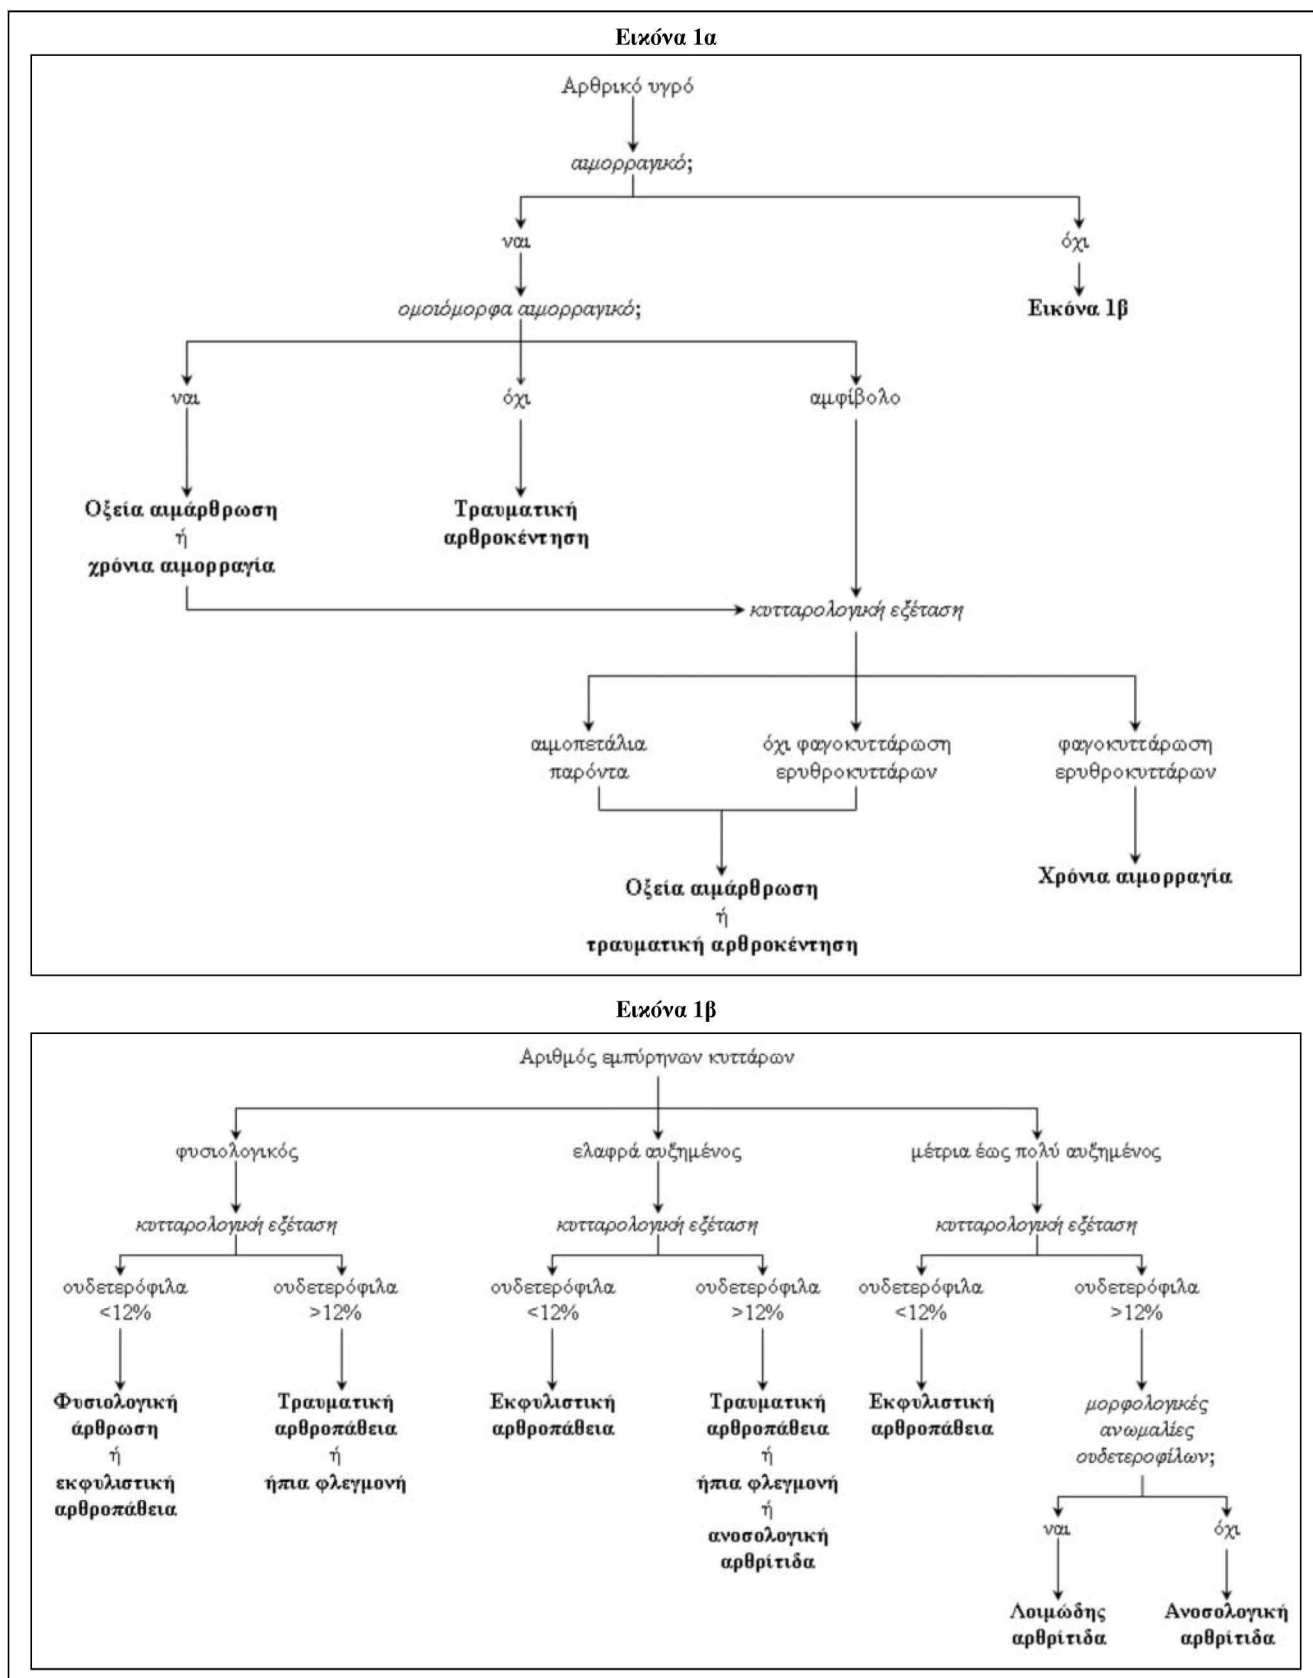 Εικόνα 1α
Αρθρικό υγρό
αιμορραγικό;
ναι
όχι
ομοιόμορφα αιμορραγικό;
Εικόνα 1β
ναι
όχι
αμφίβολο
Οξεία αιμάρθρωση
ή
χρόνια αιμορραγία
Τραυματική
αρθροκέντηση
κυτταρολογική εξέταση
αιμοπετάλια
παρόντα
όχι φαγοκυττάρωση
ερυθροκυττάρων
φαγοκυττάρωση
ερυθροκυττάρων
Οξεία αιμάρθρωση
ή
τραυματική αρθροκέντηση
Χρόνια αιμορραγία
Εικόνα 1β
Αριθμός εμπύρηνων κυττάρων
φυσιολογικός
ελαφρά αυξημένος
μέτρια έως πολύ αυξημένος
κυτταρολογική εξέταση
κυτταρολογική εξέταση
κυτταρολογική εξέταση
ουδετερόφιλα
<12%
ουδετερόφιλα
>12%
ουδετερόφιλα
<12%
ουδετερόφιλα
>12%
ουδετερόφιλα
<12%
ουδετερόφιλα
>12%
Φυσιολογική
άρθρωση
ή
εκφυλιστική
αρθροπάθεια
Τραυματική
αρθροπάθεια
ή
ήπια φλεγμονή
Εκφυλιστική
αρθροπάθεια
Τραυματική
αρθροπάθεια
ή
ήπια φλεγμονή
ή
ανοσολογική
αρθρίτιδα
Εκφυλιστική
αρθροπάθεια
μορφολογικές
ανωμαλίες
ουδετεροφίλων;
ναι
όχι
Λοιμώδης
αρθρίτιδα
Ανοσολογική
αρθρίτιδα